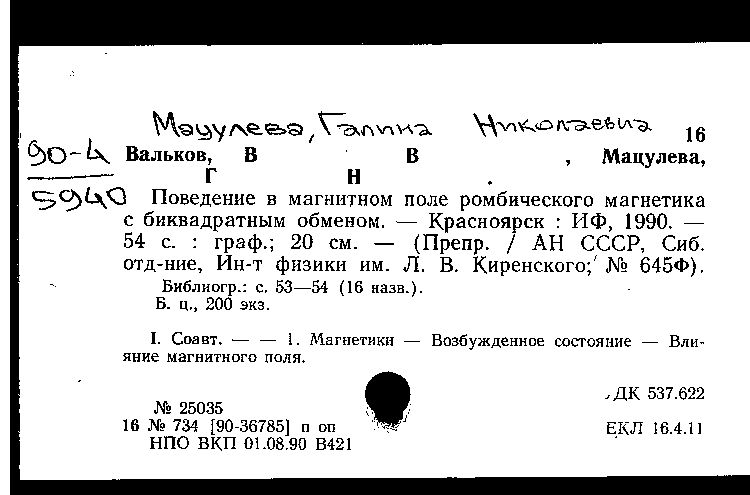 Мацулева, Галина Николаевна
16
90-4
5940
Вальков, В В , Мацулева,
Г Н .
Поведение в магнитном поле ромбического магнетика
с биквадратным обменом. — Красноярск : ИФ, 1990. —
54 с. : граф.; 20 см. — (Препр. / АН СССР, Сиб.
отд-ние, Ин-т физики им. Л. В. Киренского; № 645Ф).
Библиогр.: с. 53—54 (16 назв.).
Б. ц., 200 экз.
I. Соавт. — — 1. Магнетики — Возбужденное состояние — Вли-
яние магнитного поля.
ДК 537.622
№ 25035
16 № 734 [90-36785] п оп
ЕКЛ 16.4.11
НПО ВКП 01.08.90 В421